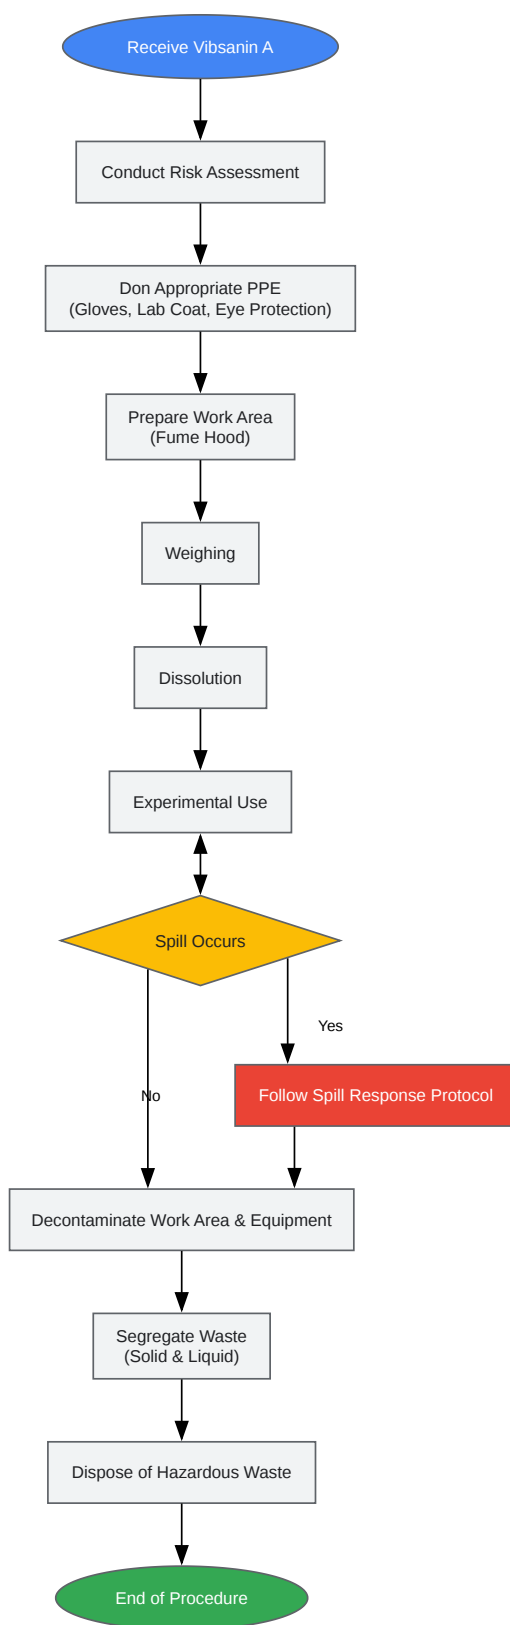 Receive Vibsanin A
Conduct Risk Assessment
Don Appropriate PPE
(Gloves, Lab Coat, Eye Protection)
Prepare Work Area
(Fume Hood)
Weighing
Dissolution
Experimental Use
Spill Occurs
Yes
No
Follow Spill Response Protocol
Decontaminate Work Area & Equipment
Segregate Waste
(Solid & Liquid)
Dispose of Hazardous Waste
End of Procedure